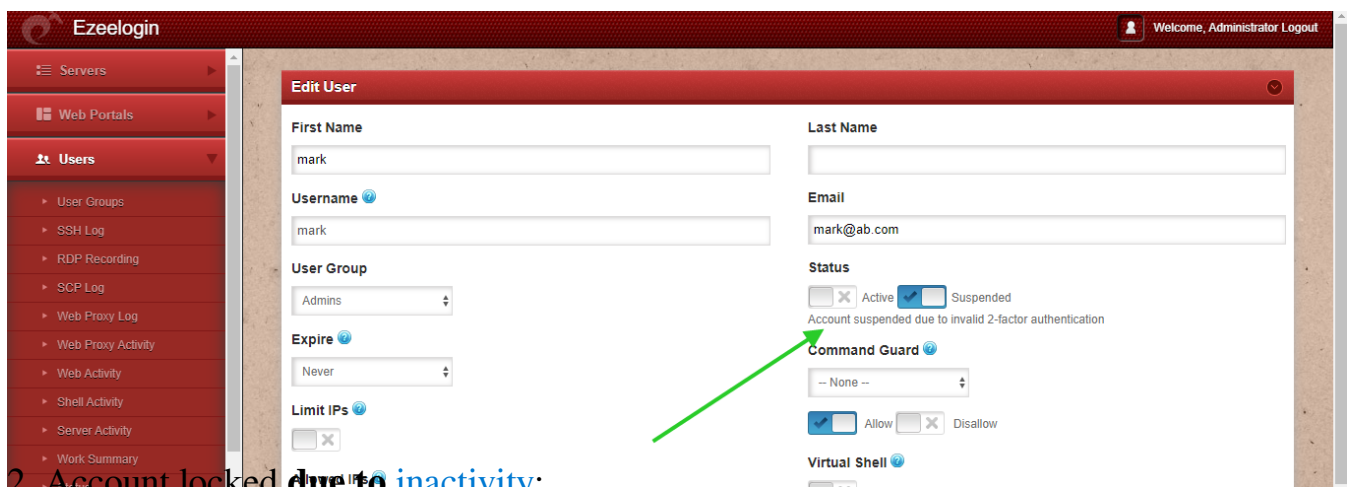 Ezeelogin
Welcome, Administrator Logout
Servers
Web Portals
Users
User Groups
SSH Log
RDP Recording
SCP Log
Web Proxy Log
Web Proxy Activity
Web Activity
Shell Activity
Server Activity
Work Summary
Edit User
First Name
mark
Username
mark
User Group
Admins
Expire
Never
Limit IPs
Allowed IPs
Last Name
Email
mark@ab.com
Status
Active Suspended
Account suspended due to invalid 2-factor authentication
Command Guard
-- None --
Allow Disallow
Virtual Shell
2. Account locked due to inactivity: